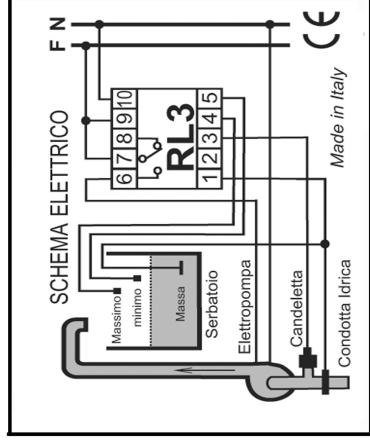 SCHEMA ELETTRICO
F N
6 7 8 9 10
RL3
1 2 3 4 5
Massimo
minimo
Massa
Serbatoio
Elettropompa
Candeletta
Condotta Idrica
Made in Italy
CE